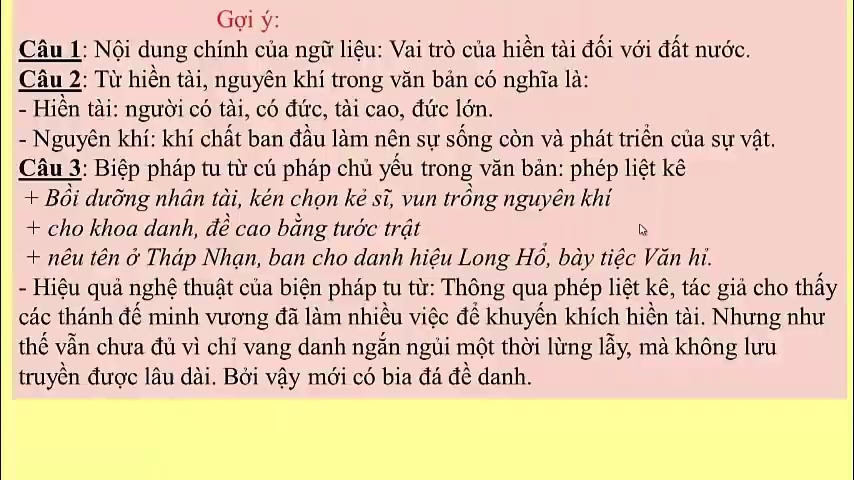 Gợi ý:
Câu 1: Nội dung chính của ngữ liệu: Vai trò của hiền tài đối với đất nước.
Câu 2: Từ hiền tài, nguyên khí trong văn bản có nghĩa là:
- Hiền tài: người có tài, có đức, tài cao, đức lớn.
- Nguyên khí: khí chất ban đầu làm nên sự sống còn và phát triển của sự vật.
Câu 3: Biệp pháp tu từ cú pháp chủ yếu trong văn bản: phép liệt kê
+ Bồi dưỡng nhân tài, kén chọn kẻ sĩ, vun trồng nguyên khí
+ cho khoa danh, đề cao bằng tước trật
+ nêu tên ở Tháp Nhạn, ban cho danh hiệu Long Hổ, bày tiệc Văn hỉ.
- Hiệu quả nghệ thuật của biện pháp tu từ: Thông qua phép liệt kê, tác giả cho thấy
các thánh đế minh vương đã làm nhiều việc để khuyến khích hiền tài. Nhưng như
thế vẫn chưa đủ vì chỉ vang danh ngắn ngủi một thời lừng lẫy, mà không lưu
truyền được lâu dài. Bởi vậy mới có bia đá đề danh.